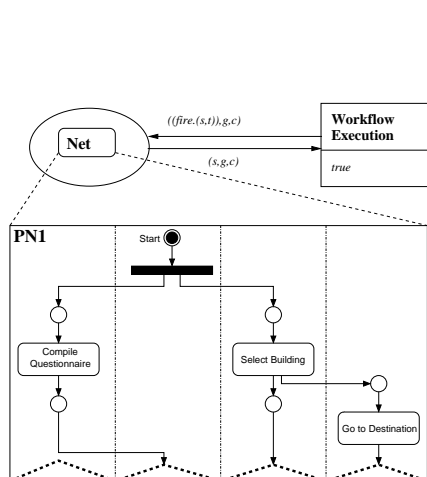 ((fire.(s,t)),g,c)
Workflow
Execution
Net
(s,g,c)
true
PN1
Start
Compile
Questionnaire
Select Building
Go to Destination